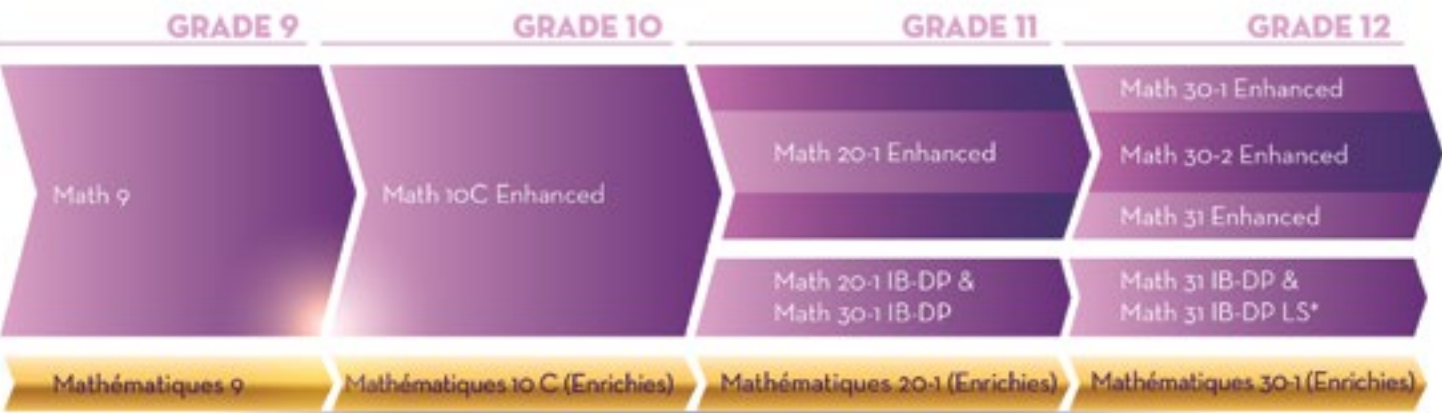 GRADE 9
GRADE 10
GRADE 11
GRADE 12
Math 9
Math 10C Enhanced
Math 20-1 Enhanced
Math 30-1 Enhanced
Math 30-2 Enhanced
Math 31 Enhanced
Math 20-1 IB-DP &
Math 30-1 IB-DP
Math 31 IB-DP &
Math 31 IB-DP LS*
Mathématiques 9
Mathématiques 10 C (Enrichies)
Mathématiques 20-1 (Enrichies)
Mathématiques 30-1 (Enrichies)